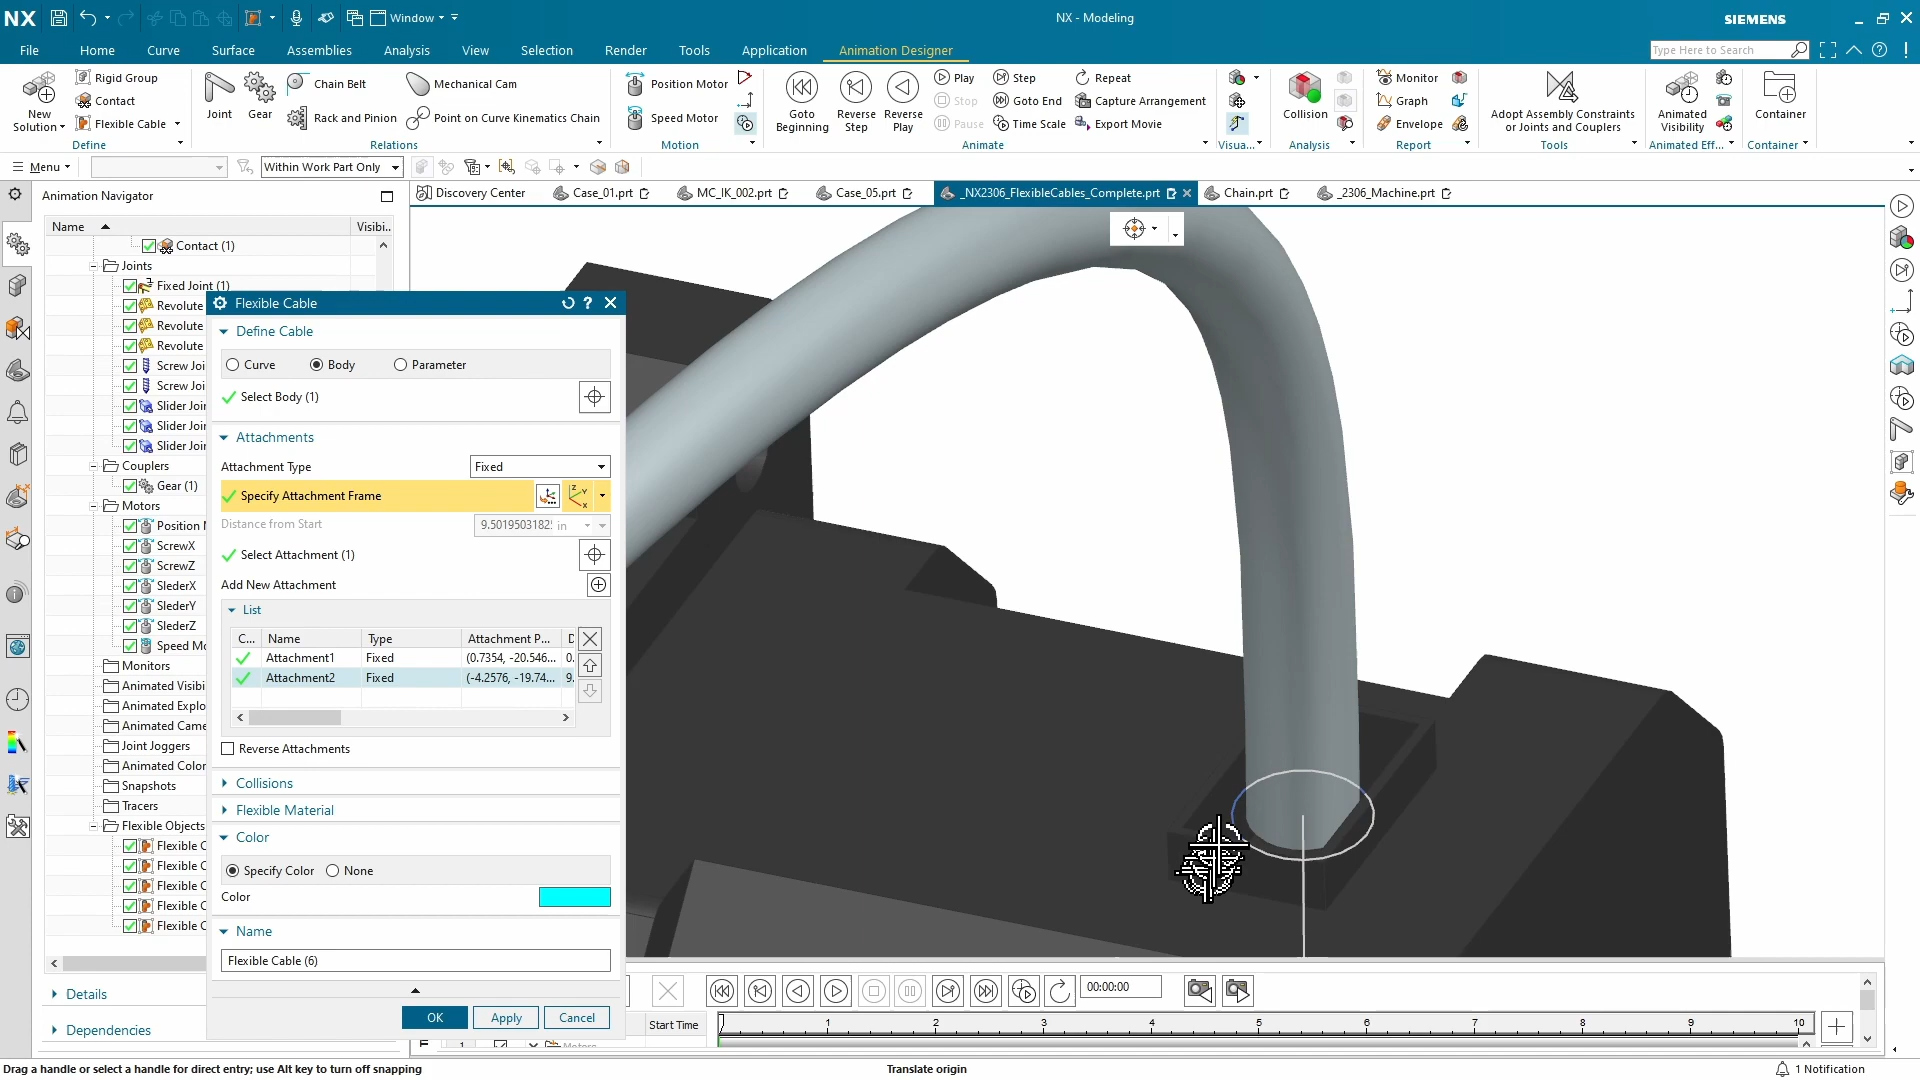 NX
Window
NX - Modeling
SIEMENS
File
Home
Curve
Surface
Assemblies
Analysis
View
Selection
Render
Tools
Application
Animation Designer
Type Here to Search
New
Solution
Rigid Group
Contact
Flexible Cable
Define
Joint
Gear
Chain Belt
Rack and Pinion
Mechanical Cam
Point on Curve Kinematics Chain
Relations
Position Motor
Speed Motor
Motion
Goto
Beginning
Reverse
Step
Reverse
Play
Play
Stop
Pause
Step
Goto End
Time Scale
Repeat
Capture Arrangement
Export Movie
Animate
Visua...
Collision
Analysis
Monitor
Graph
Envelope
Report
Adopt Assembly Constraints
or Joints and Couplers
Tools
Animated
Visibility
Animated Eff...
Container
Container
Menu
Within Work Part Only
Animation Navigator
Discovery Center
Case_01.prt
MC_IK_002.prt
Case_05.prt
_NX2306_FlexibleCables_Complete.prt
Chain.prt
_2306_Machine.prt
Name
Visibi..
Contact (1)
Joints
Fixed Joint (1)
Revolute
Revolute
Revolute
Screw Joi
Screw Joi
Slider Joir
Slider Joir
Slider Joir
Couplers
Gear (1)
Motors
Position M
ScrewX
ScrewZ
SlederX
SlederY
SlederZ
Speed Mo
Monitors
Animated Visibi
Animated Explo
Animated Came
Joint Joggers
Animated Color
Snapshots
Tracers
Flexible Objects
Flexible C
Flexible C
Flexible C
Flexible C
Flexible C
Details
Dependencies
Flexible Cable
Define Cable
Curve
Body
Parameter
Select Body (1)
Attachments
Attachment Type
Fixed
Specify Attachment Frame
Distance from Start
9.5019503182!
in
Select Attachment (1)
Add New Attachment
List
C...
Name
Type
Attachment P...
D
Attachment1
Fixed
(0.7354, -20.546...
0.
Attachment2
Fixed
(-4.2576, -19.74...
9.
Reverse Attachments
Collisions
Flexible Material
Color
Specify Color
None
Color
Name
Flexible Cable (6)
OK
Apply
Cancel
00:00:00
Start Time
1
2
3
4
5
6
7
8
9
10
1
Motors
Drag a handle or select a handle for direct entry; use Alt key to turn off snapping
Translate origin
1 Notification